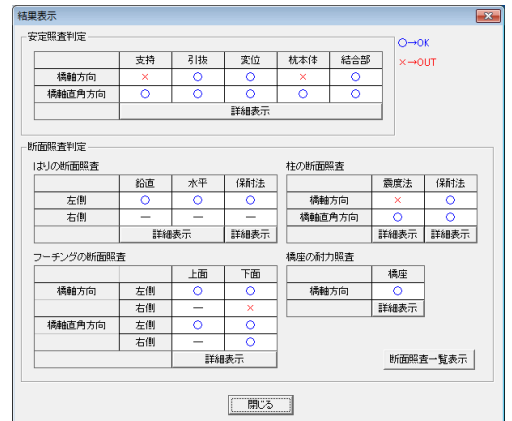 結果表示
安定照査判定
○→OK
×→OUT
支持 引抜 変位 杭本体 結合部
橋軸方向 × ○ ○ × ○
橋軸直角方向 ○ ○ ○ ○ ○
詳細表示
断面照査判定
はりの断面照査
鉛直 水平 保耐法
左側 ○ ○ ○
右側 － － －
詳細表示 詳細表示
柱の断面照査
震度法 保耐法
橋軸方向 × ○
橋軸直角方向 ○ ○
詳細表示 詳細表示
フーチングの断面照査
上面 下面
橋軸方向 左側 ○ ○
右側 － ×
橋軸直角方向 左側 ○ ○
右側 － ○
詳細表示
橋座の耐力照査
橋座
橋軸方向 ○
詳細表示
断面照査一覧表示
閉じる